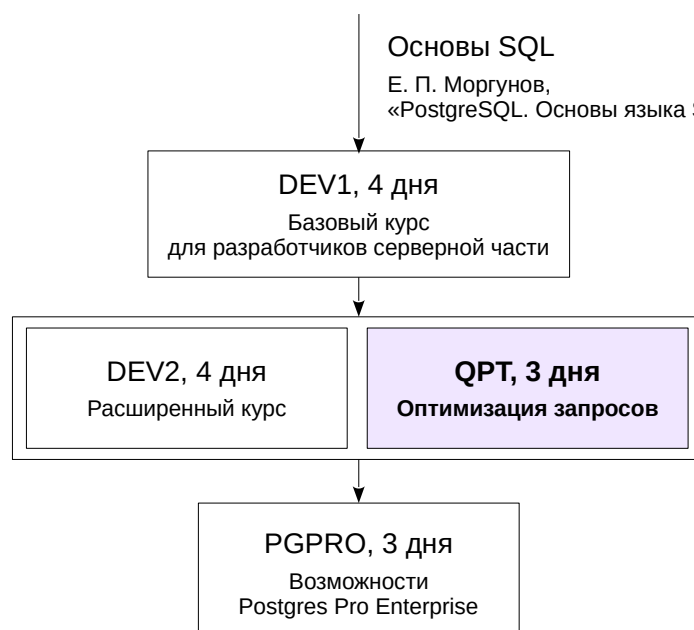 Основы SQL
Е. П. Моргунов,
«PostgreSQL. Основы языка
DEV1, 4 дня
Базовый курс
для разработчиков серверной части
DEV2, 4 дня
Расширенный курс
QPT, 3 дня
Оптимизация запросов
PGPRO, 3 дня
Возможности
Postgres Pro Enterprise